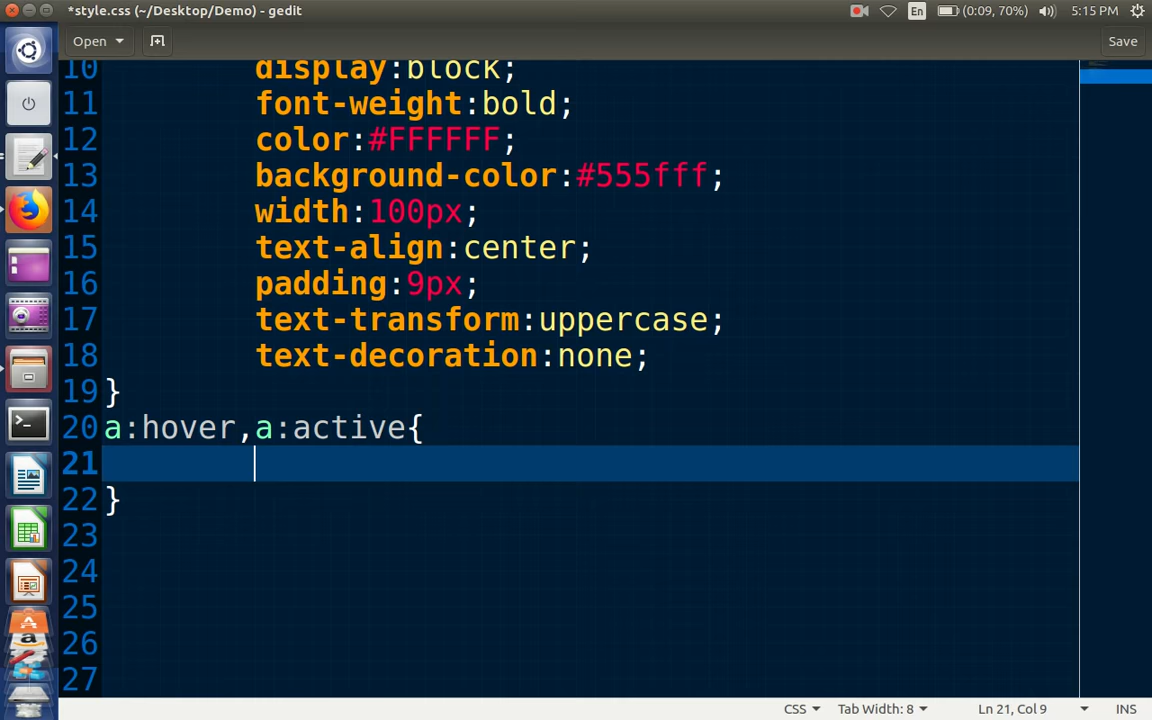 *style.css (~/Desktop/Demo) - gedit
En
(0:09, 70%)
5:15 PM
Open
Save
10 display:block;
11 font-weight:bold;
12 color:#FFFFFF;
13 background-color:#555fff;
14 width:100px;
15 text-align:center;
16 padding:9px;
17 text-transform:uppercase;
18 text-decoration:none;
19 }
20 a:hover,a:active{
21
22 }
23
24
25
26
27
CSS
Tab Width: 8
Ln 21, Col 9
INS